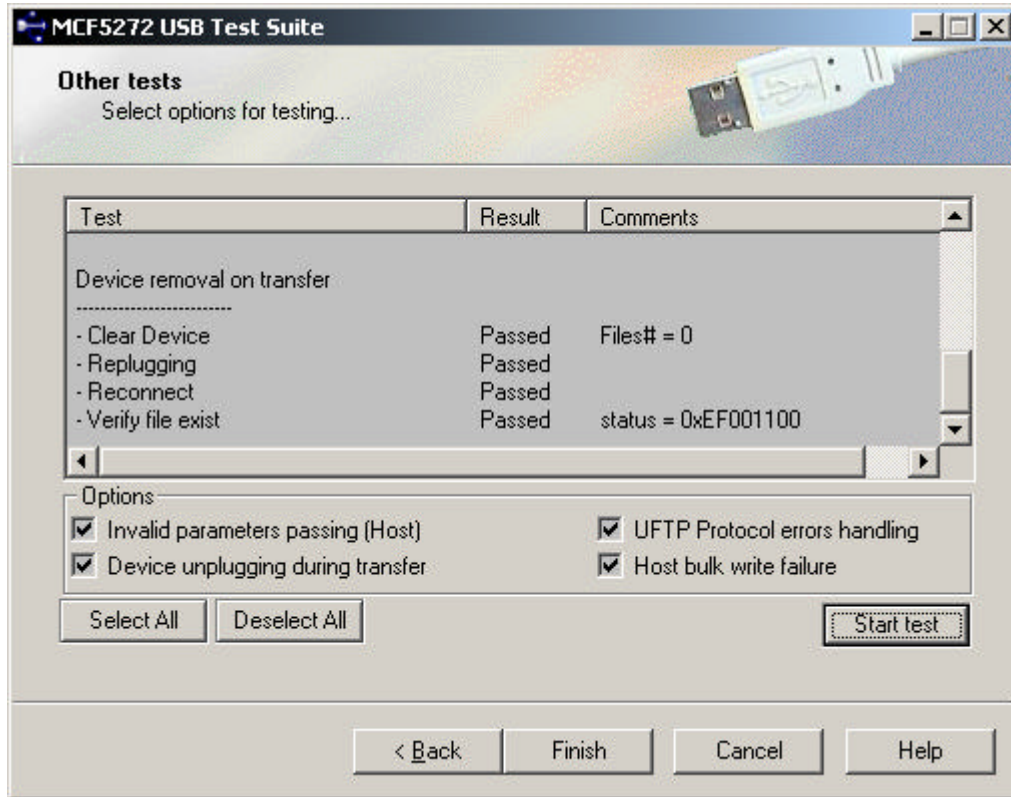 MCF5272 USB Test Suite
Other tests
Select options for testing...
Test Result Comments
Device removal on transfer
--------------------------
- Clear Device Passed Files# = 0
- Replugging Passed
- Reconnect Passed
- Verify file exist Passed status = 0xEF001100
Options
Invalid parameters passing (Host) UFTP Protocol errors handling
Device unplugging during transfer Host bulk write failure
Select All Deselect All Start test
< Back Finish Cancel Help